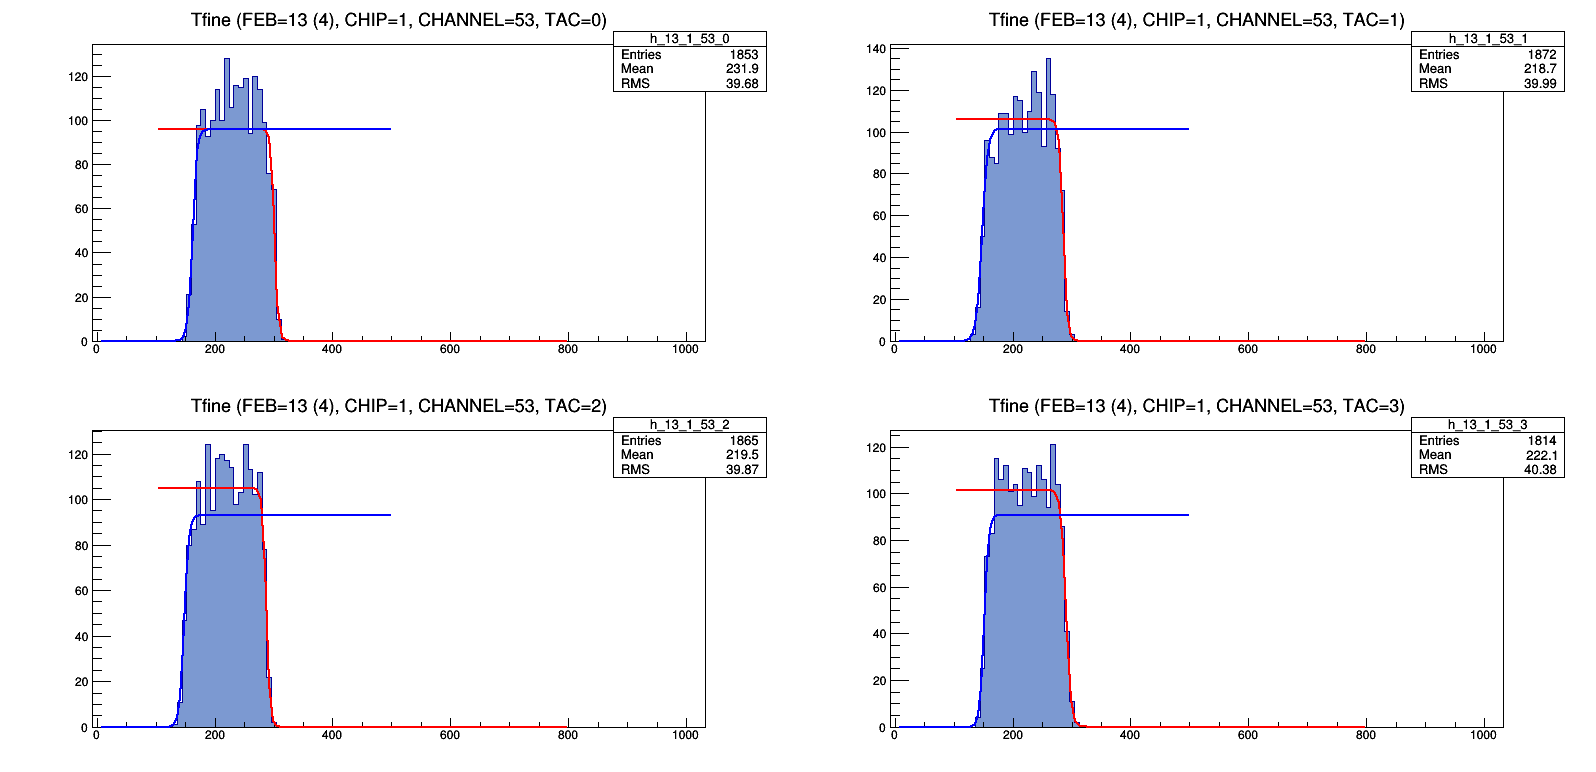 Tfine (FEB=13 (4), CHIP=1, CHANNEL=53, TAC=0)
h_13_1_53_0
Entries 1853
Mean 231.9
RMS 39.68
120
100
80
60
40
20
0
0 200 400 600 800 1000
Tfine (FEB=13 (4), CHIP=1, CHANNEL=53, TAC=1)
h_13_1_53_1
Entries 1872
Mean 218.7
RMS 39.99
140
120
100
80
60
40
20
0
0 200 400 600 800 1000
Tfine (FEB=13 (4), CHIP=1, CHANNEL=53, TAC=2)
h_13_1_53_2
Entries 1865
Mean 219.5
RMS 39.87
120
100
80
60
40
20
0
0 200 400 600 800 1000
Tfine (FEB=13 (4), CHIP=1, CHANNEL=53, TAC=3)
h_13_1_53_3
Entries 1814
Mean 222.1
RMS 40.38
120
100
80
60
40
20
0
0 200 400 600 800 1000